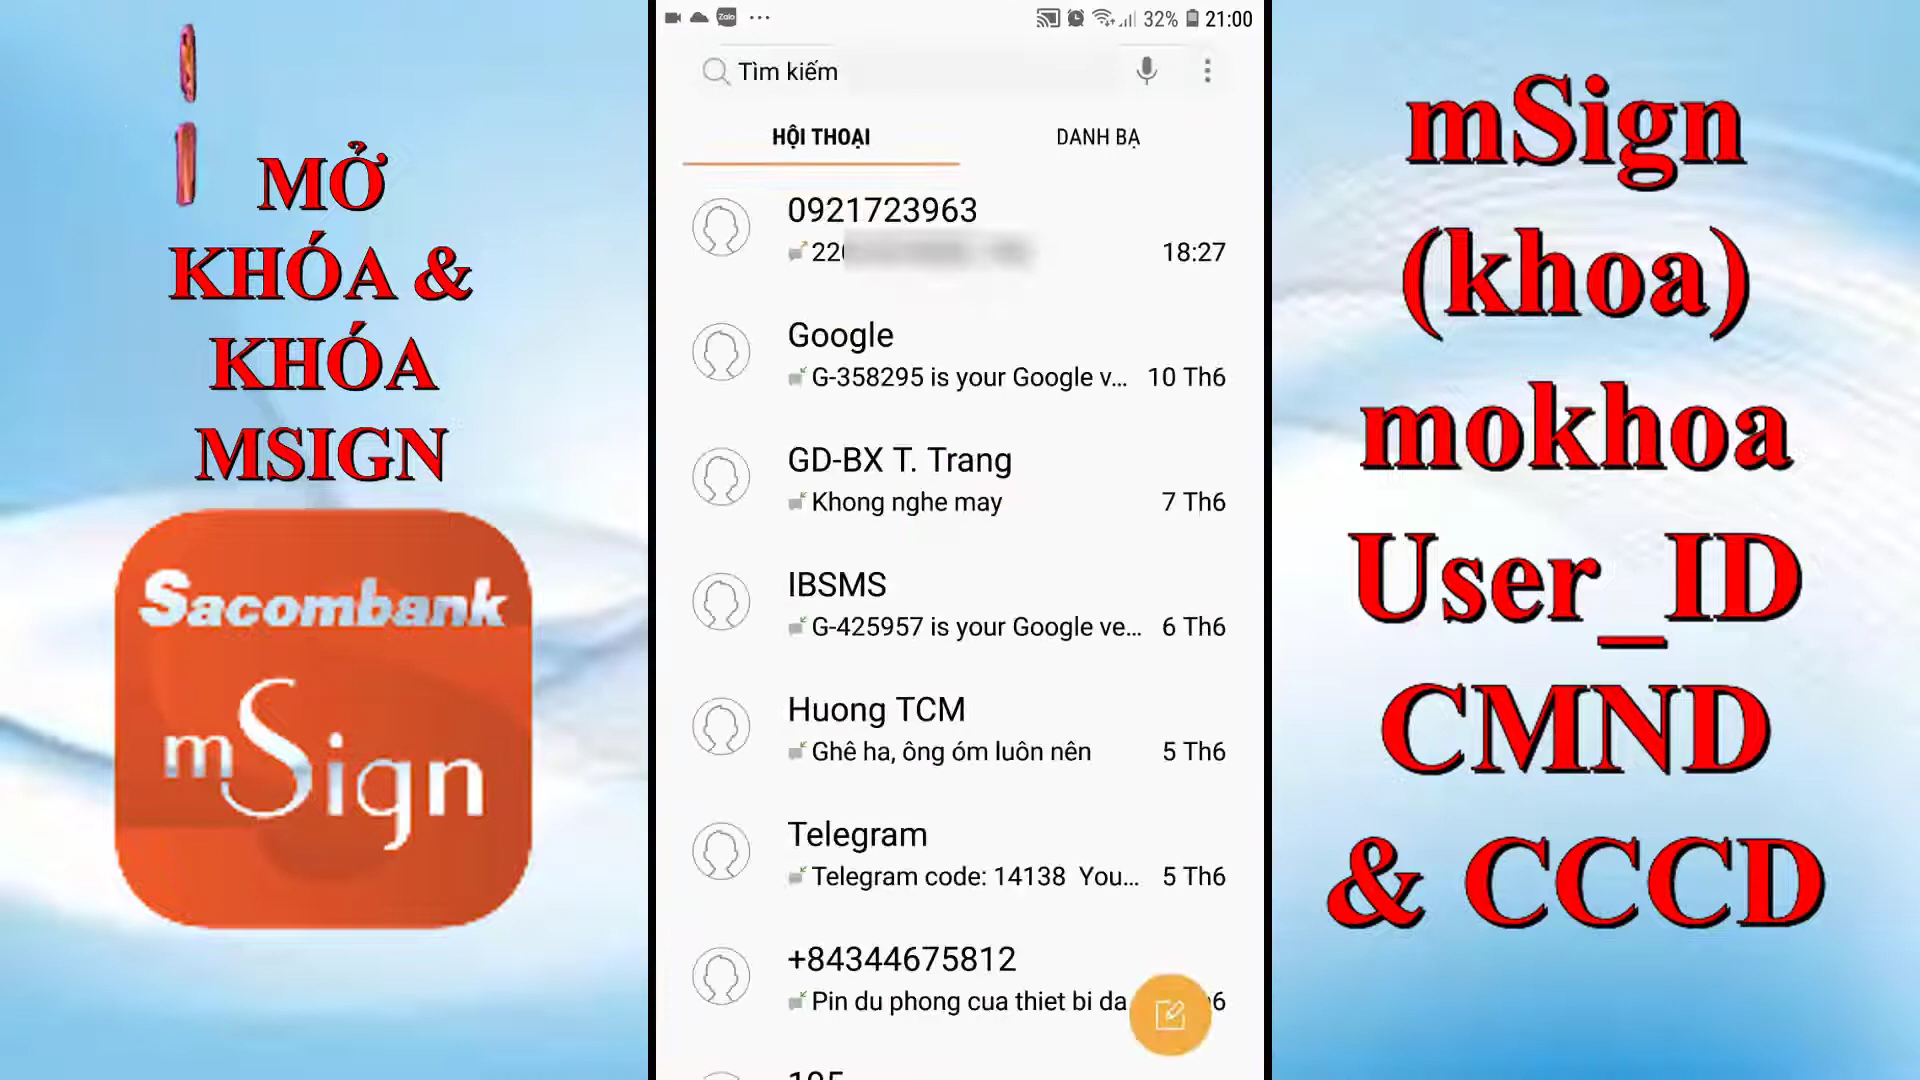 MỞ
KHÓA &
KHÓA
MSIGN
Sacombank
mSign
Zalo
32%
21:00
Tìm kiếm
HỘI THOẠI
DANH BẠ
0921723963
22
18:27
Google
G-358295 is your Google v...
10 Th6
GD-BX T. Trang
Khong nghe may
7 Th6
IBSMS
G-425957 is your Google ve...
6 Th6
Huong TCM
Ghê ha, ông óm luôn nên
5 Th6
Telegram
Telegram code: 14138 You...
5 Th6
+84344675812
Pin du phong cua thiet bi da
6
mSign
(khoa)
mokhoa
User_ID
CMND
& CCCD